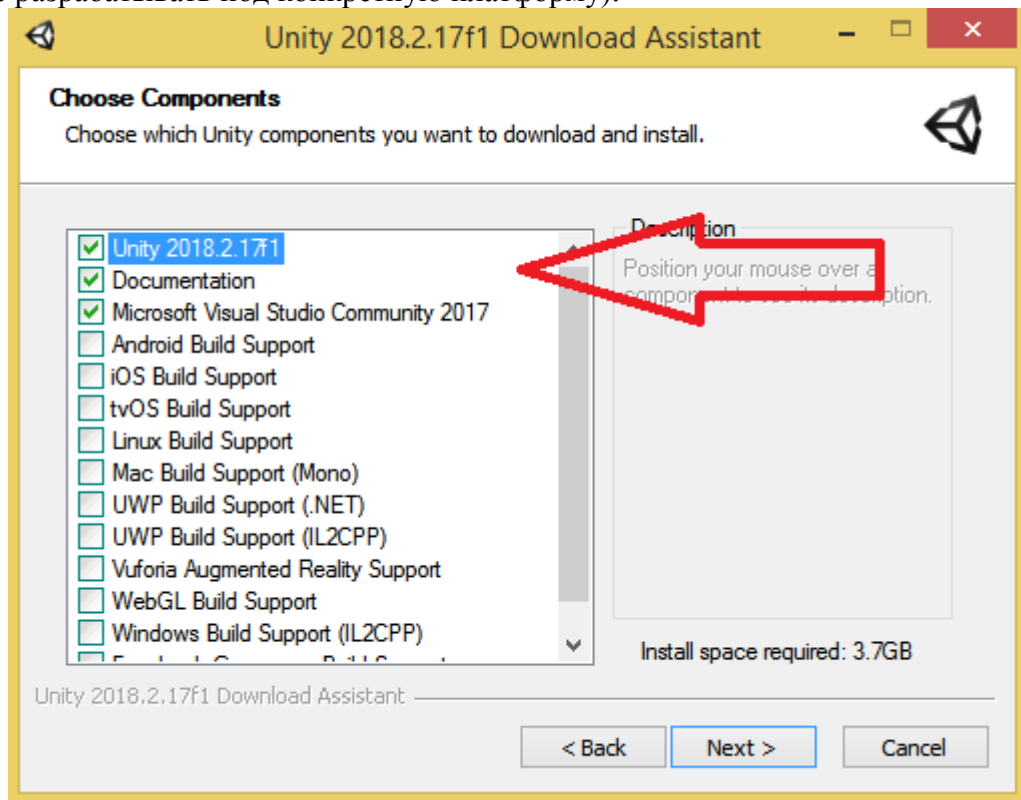 разрабатывать под конкретную платформу).
Unity 2018.2.17f1 Download Assistant
Choose Components
Choose which Unity components you want to download and install.
Unity 2018.2.17f1
Documentation
Microsoft Visual Studio Community 2017
Android Build Support
iOS Build Support
tvOS Build Support
Linux Build Support
Mac Build Support (Mono)
UWP Build Support (.NET)
UWP Build Support (IL2CPP)
Vuforia Augmented Reality Support
WebGL Build Support
Windows Build Support (IL2CPP)
Description
Position your mouse over a
component to see its description.
Install space required: 3.7GB
Unity 2018.2.17f1 Download Assistant
< Back
Next >
Cancel